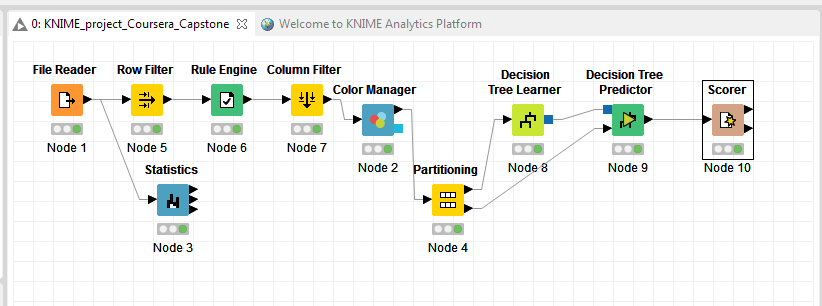 0: KNIME_project_Coursera_Capstone
Welcome to KNIME Analytics Platform
File Reader
Node 1
Row Filter
Node 5
Rule Engine
Node 6
Column Filter
Node 7
Color Manager
Node 2
Decision
Tree Learner
Node 8
Decision Tree
Predictor
Node 9
Scorer
Node 10
Statistics
Node 3
Partitioning
Node 4